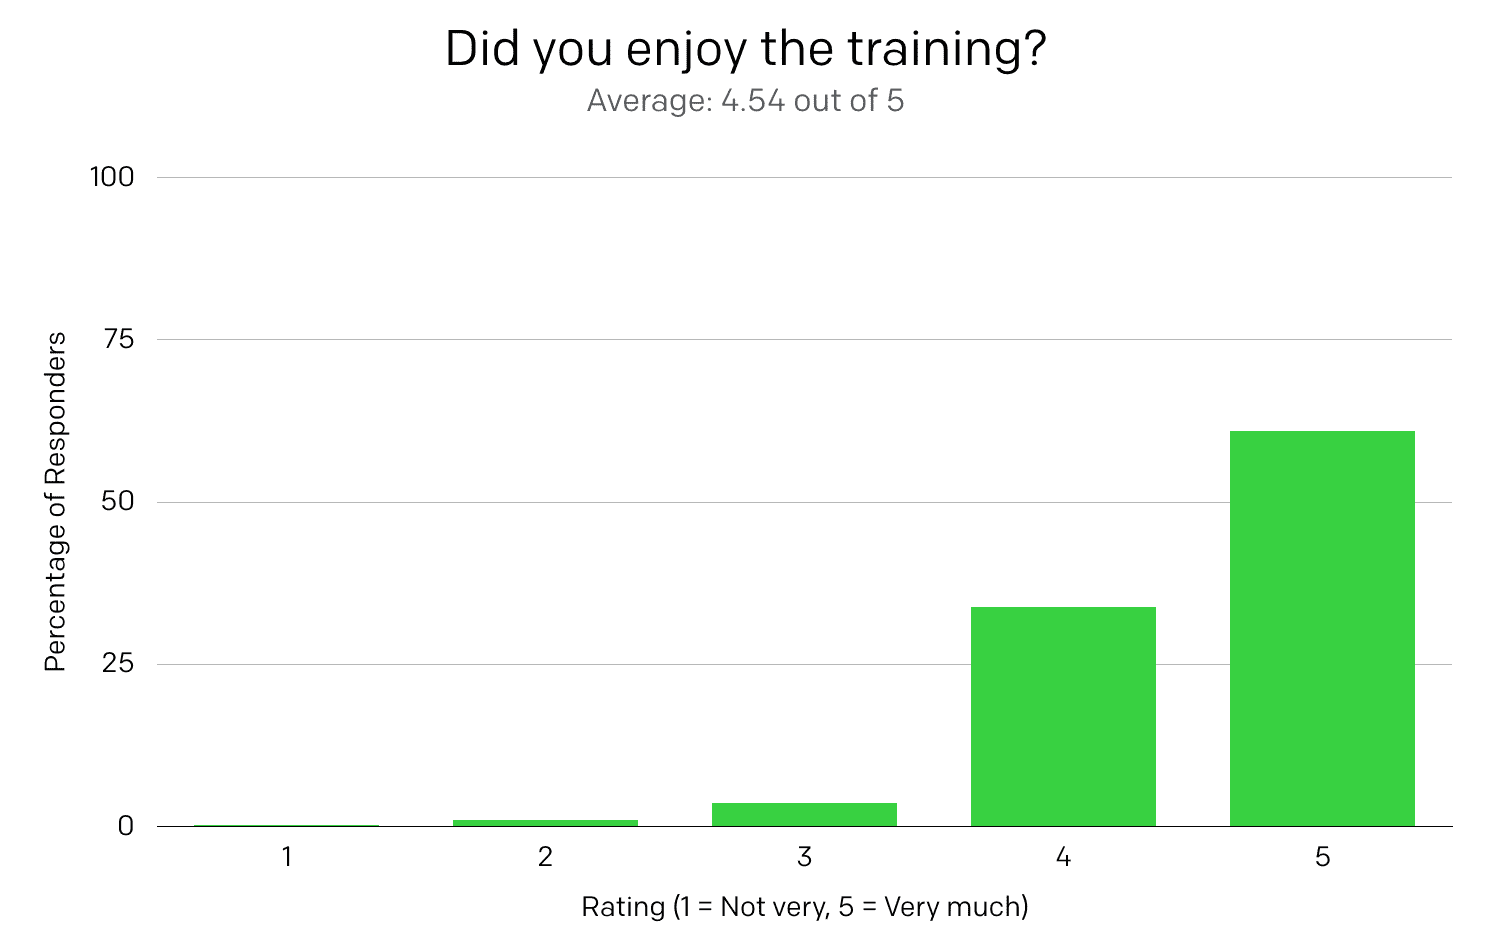 Did you enjoy the training?
Average: 4.54 out of 5
Percentage of Responders
100
75
50
25
0
1 2 3 4 5
Rating (1 = Not very, 5 = Very much)